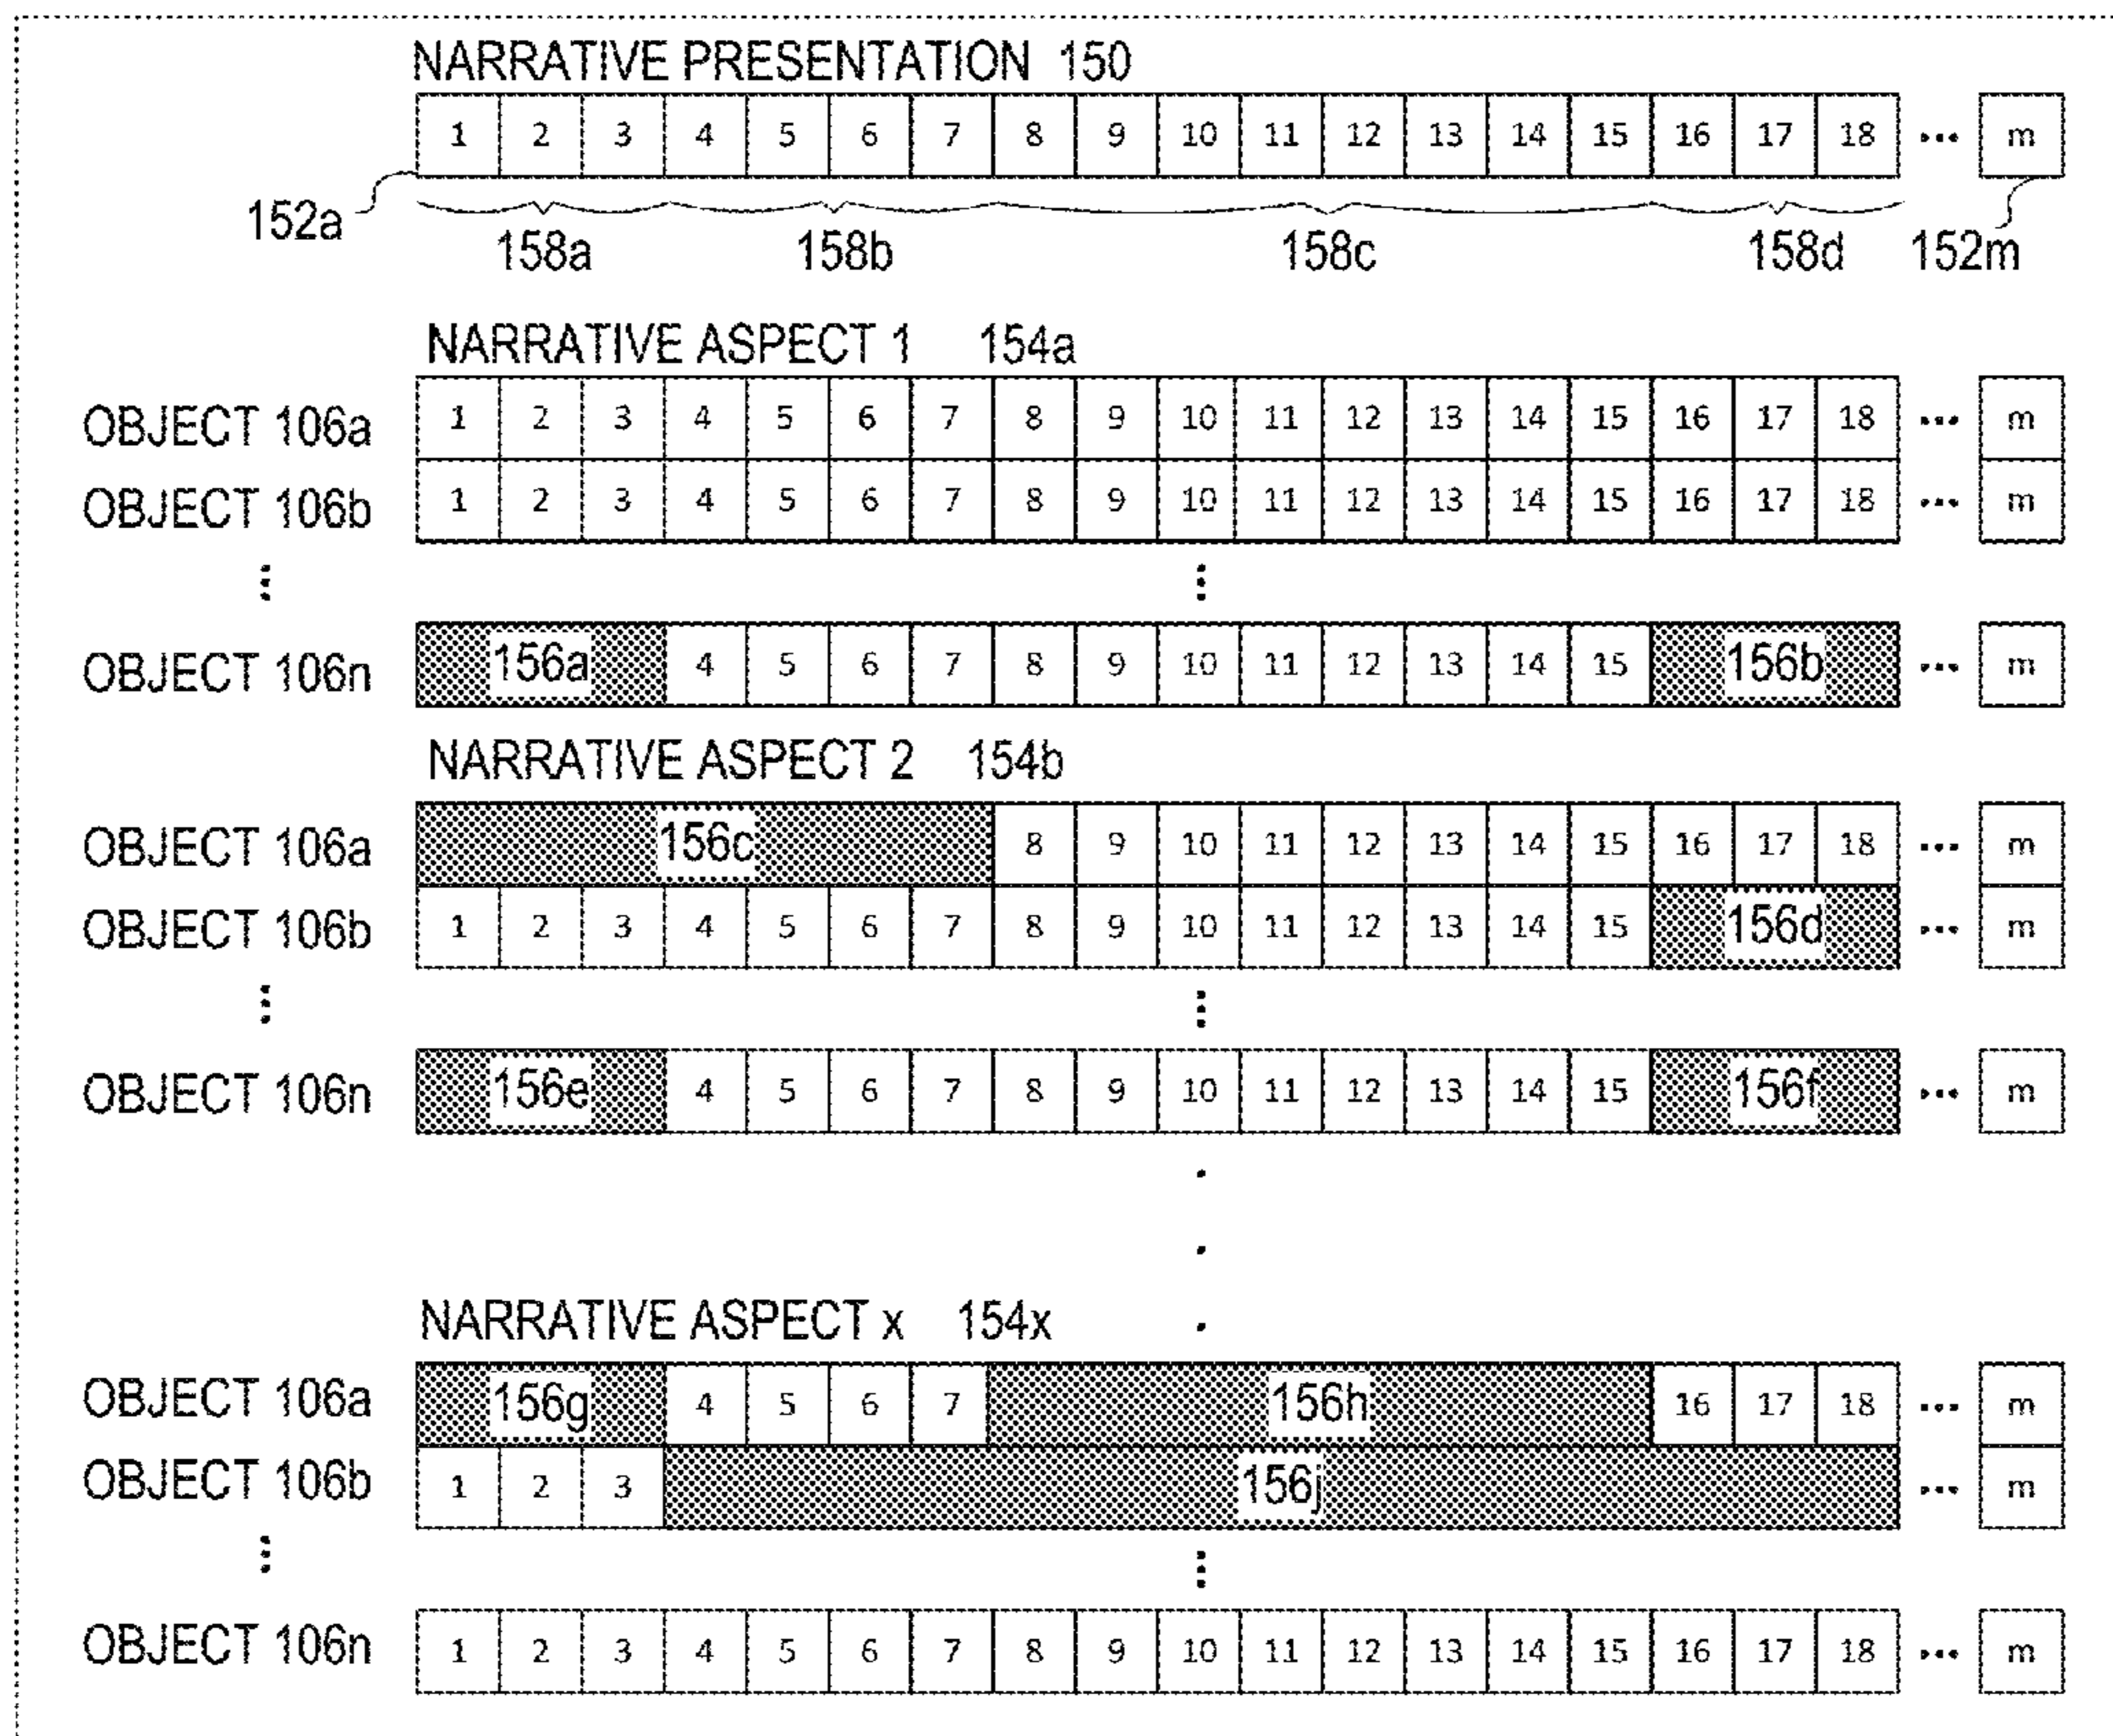 NARRATIVE PRESENTATION 150
1 2 3 4 5 6 7 8 9 10 11 12 13 14 15 16 17 18 ... m
152a 158a 158b 158c 158d 152m
NARRATIVE ASPECT 1 154a
OBJECT 106a 1 2 3 4 5 6 7 8 9 10 11 12 13 14 15 16 17 18 ... m
OBJECT 106b 1 2 3 4 5 6 7 8 9 10 11 12 13 14 15 16 17 18 ... m
OBJECT 106n 156a 4 5 6 7 8 9 10 11 12 13 14 15 156b ... m
NARRATIVE ASPECT 2 154b
OBJECT 106a 156c 8 9 10 11 12 13 14 15 16 17 18 ... m
OBJECT 106b 1 2 3 4 5 6 7 8 9 10 11 12 13 14 15 156d ... m
OBJECT 106n 156e 4 5 6 7 8 9 10 11 12 13 14 15 156f ... m
NARRATIVE ASPECT x 154x
OBJECT 106a 156g 4 5 6 7 156h 16 17 18 ... m
OBJECT 106b 1 2 3 156j ... m
OBJECT 106n 1 2 3 4 5 6 7 8 9 10 11 12 13 14 15 16 17 18 ... m